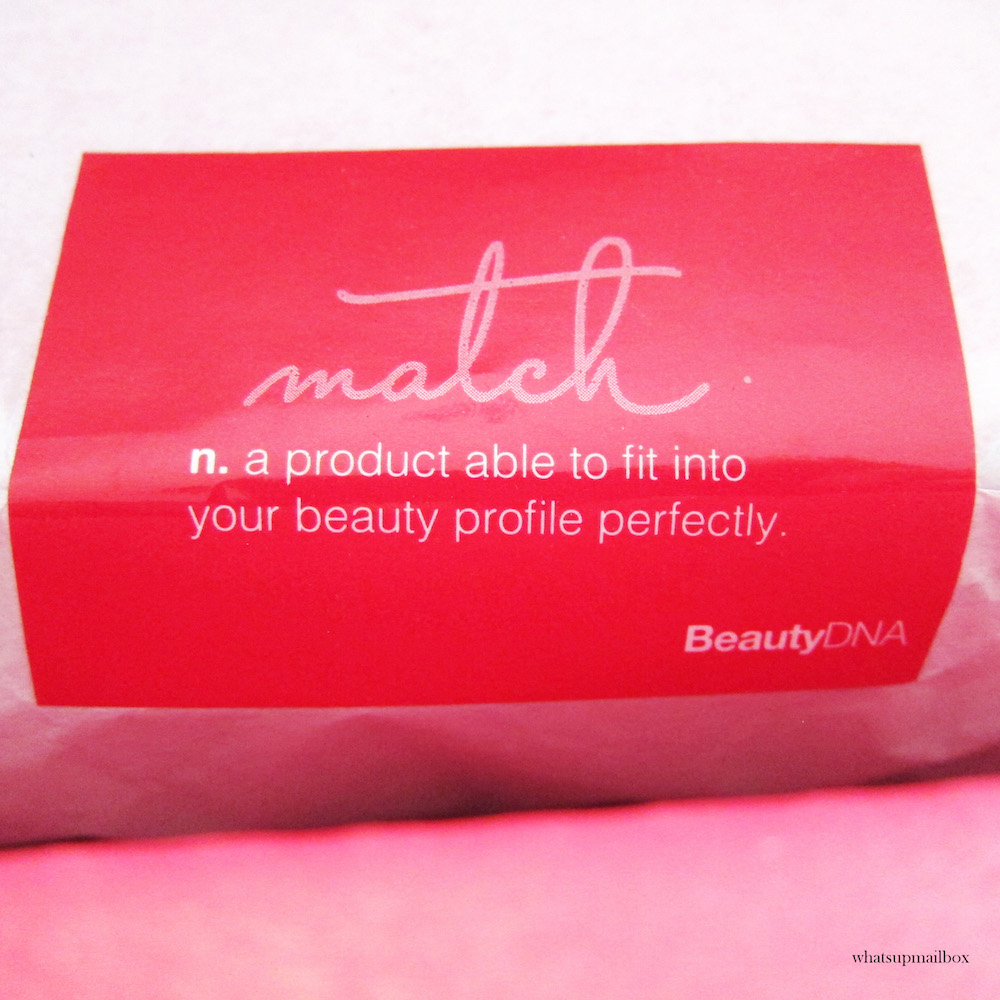 match
n. a product able to fit into
your beauty profile perfectly.
BeautyDNA
whatsupmailbox